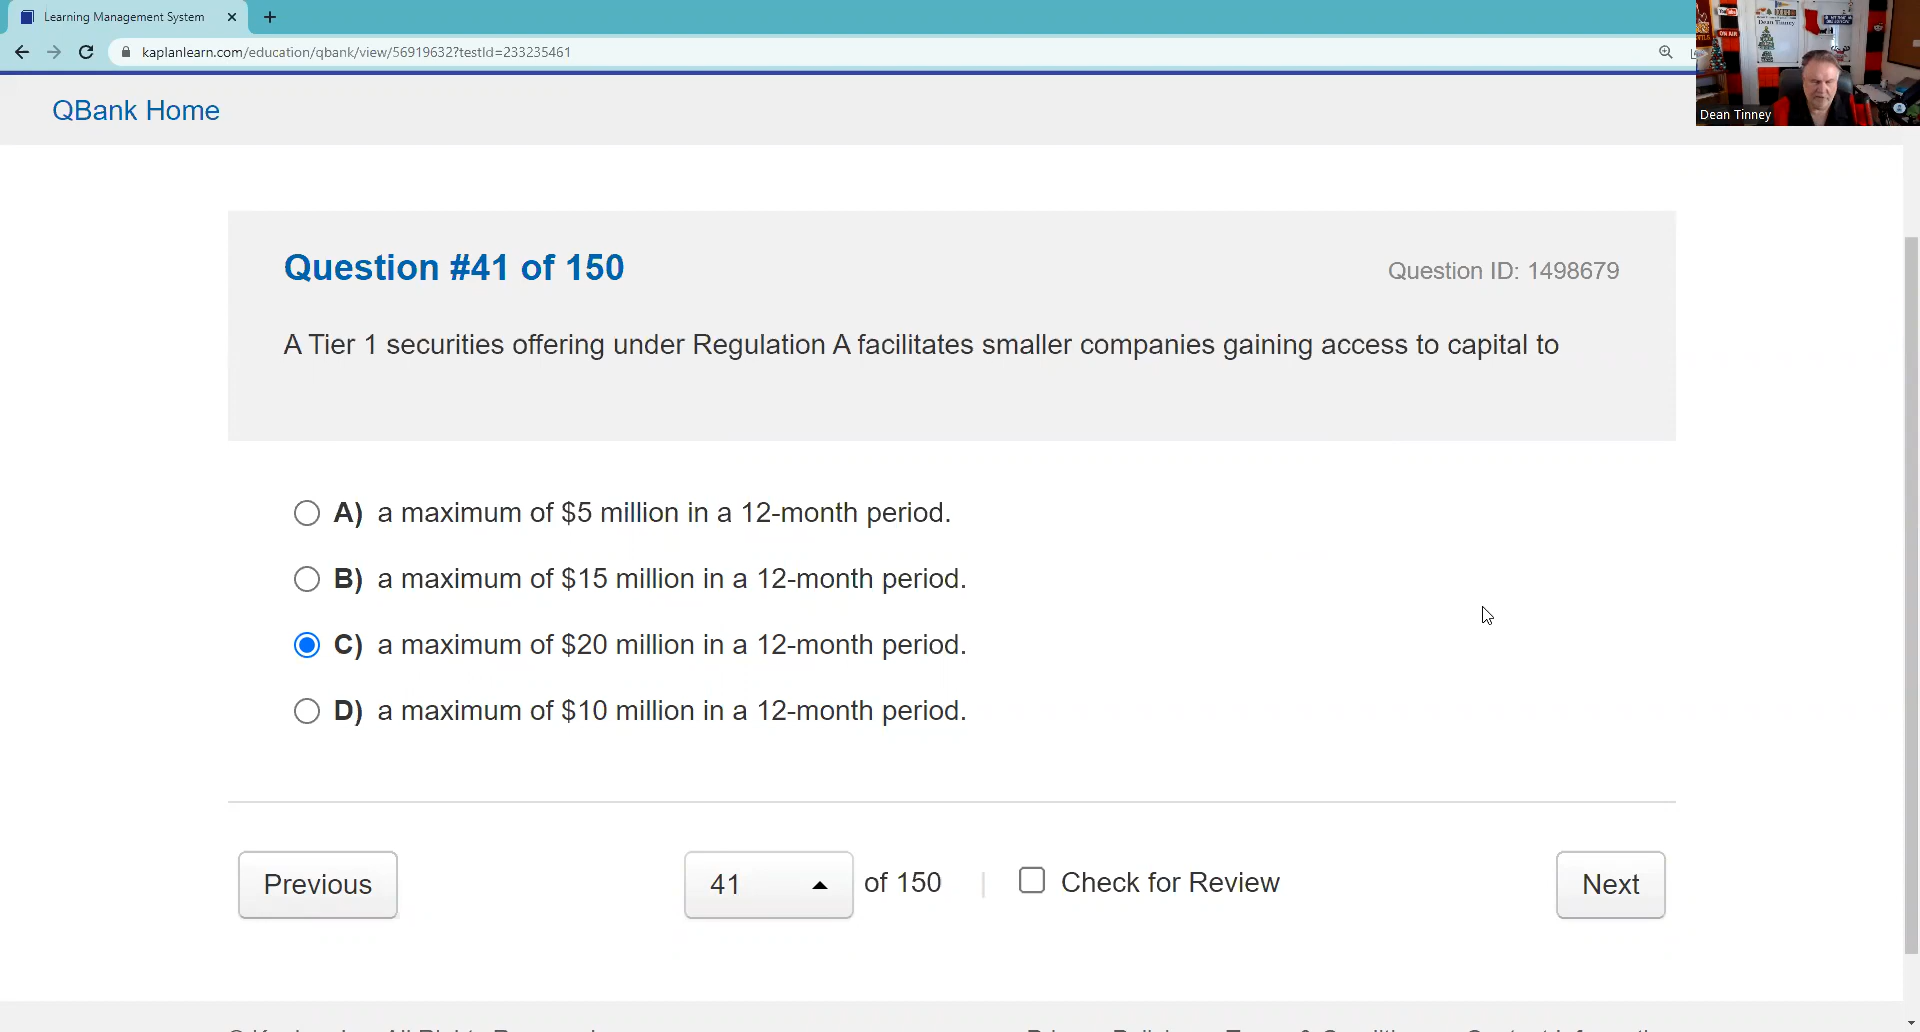 Learning Management System
kaplanlearn.com/education/qbank/view/56919632?testId=233235461
QBank Home
Dean Tinney
Question #41 of 150
Question ID: 1498679
A Tier 1 securities offering under Regulation A facilitates smaller companies gaining access to capital to
A) a maximum of $5 million in a 12-month period.
B) a maximum of $15 million in a 12-month period.
C) a maximum of $20 million in a 12-month period.
D) a maximum of $10 million in a 12-month period.
Previous
41
of 150
Check for Review
Next